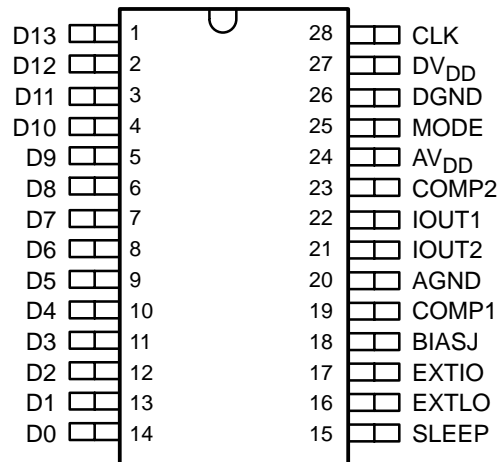 D13 1 28 CLK
D12 2 27 DVDD
D11 3 26 DGND
D10 4 25 MODE
D9 5 24 AVDD
D8 6 23 COMP2
D7 7 22 IOUT1
D6 8 21 IOUT2
D5 9 20 AGND
D4 10 19 COMP1
D3 11 18 BIASJ
D2 12 17 EXTIO
D1 13 16 EXTLO
D0 14 15 SLEEP